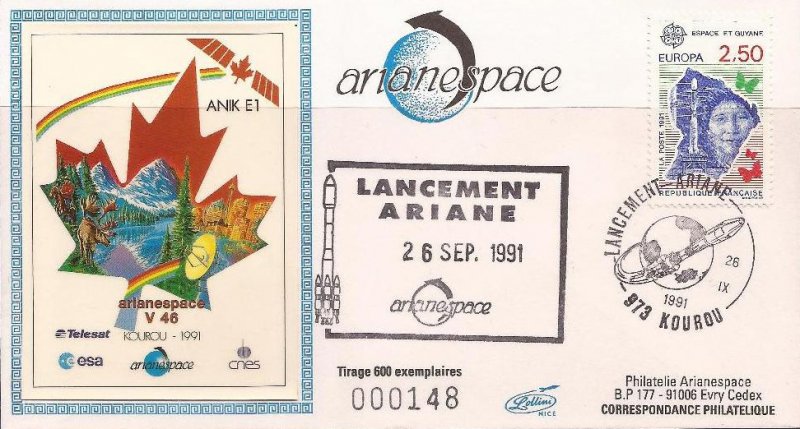 ANIK E1
arianespace
V 46
Telesat
KOUROU - 1991
esa
arianespace
cnes
arianespace
LANCEMENT
ARIANE
26 SEP. 1991
arianespace
Tirage 600 exemplaires
000148
Lollini
NICE
ESPACE ET GUYANE
EUROPA 2,50
POSTE 1991
REPUBLIQUE FRANÇAISE
LANCEMENT ARIANE
26
IX
1991
973 KOUROU
Philatelie Arianespace
B.P 177 - 91006 Evry Cedex
CORRESPONDANCE PHILATELIQUE